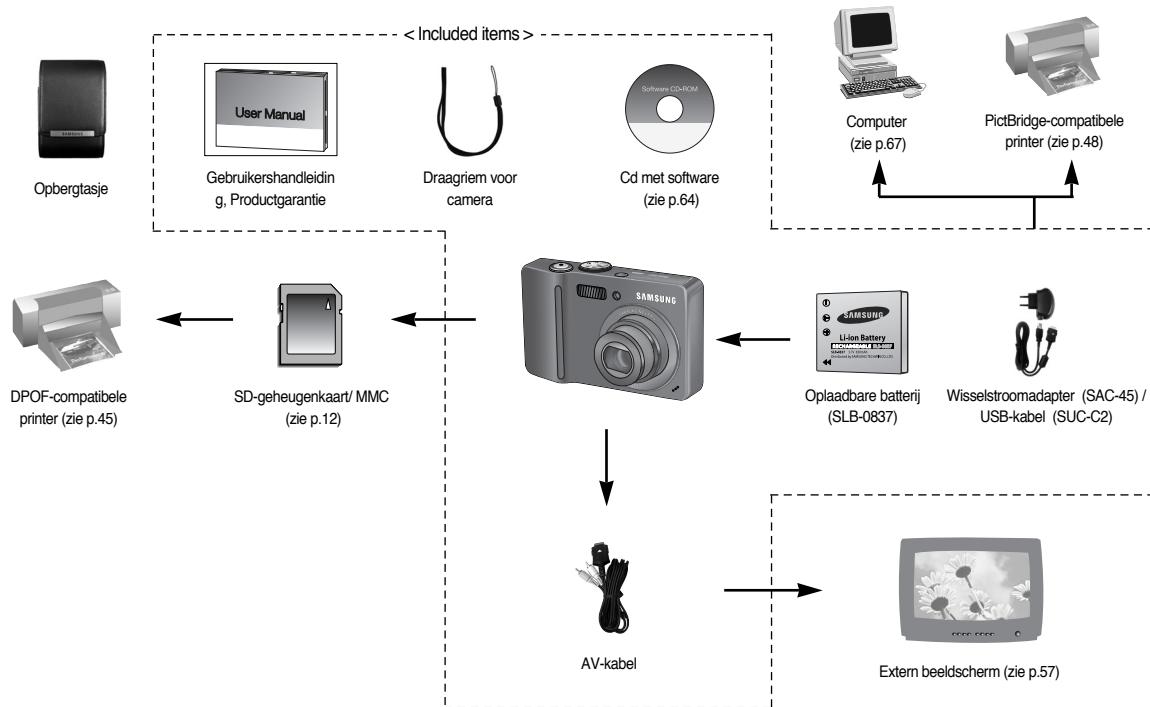 < Included items >
SAMSUNG
User Manual
Software CD-ROM
Opbergtasje
Gebruikershandleidin
g, Productgarantie
Draagriem voor
camera
Cd met software
(zie p.64)
Computer
(zie p.67)
PictBridge-compatibele
printer (zie p.48)
SAMSUNG
SAMSUNG
Li-ion Battery
RECHARGEABLE SLB-0837
DPOF-compatibele
printer (zie p.45)
SD-geheugenkaart/ MMC
(zie p.12)
Oplaadbare batterij
(SLB-0837)
Wisselstroomadapter (SAC-45) /
USB-kabel (SUC-C2)
AV-kabel
Extern beeldscherm (zie p.57)